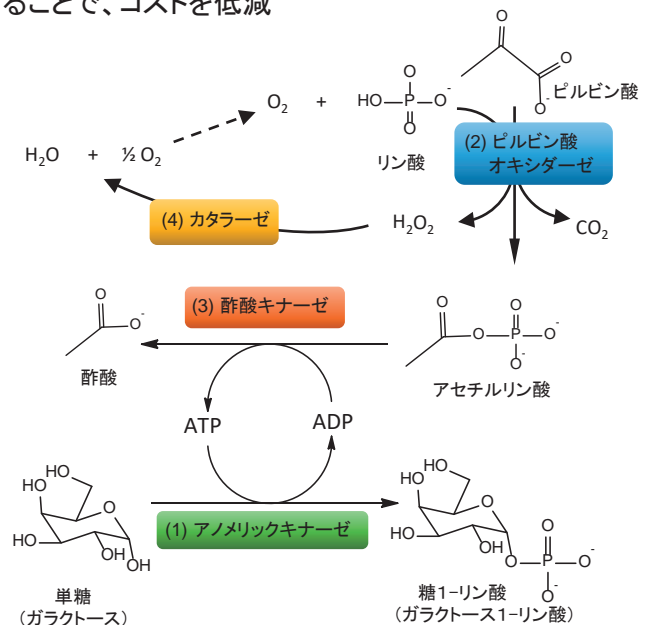 ることで、コストを低減
O
O
O₂ + HO P O⁻ O⁻ ピルビン酸
O
O
H₂O + ½ O₂
リン酸
(2) ピルビン酸
オキシダーゼ
(4) カタラーゼ
H₂O₂
CO₂
(3) 酢酸キナーゼ
O
O⁻
酢酸
O
O
O P O⁻
O⁻
アセチルリン酸
ATP
ADP
HO
HO
O
HO
OH
OH
(1) アノメリックキナーゼ
HO
HO
O
HO
OH
O
O P O⁻
O⁻
単糖
(ガラクトース)
糖1-リン酸
(ガラクトース1-リン酸)